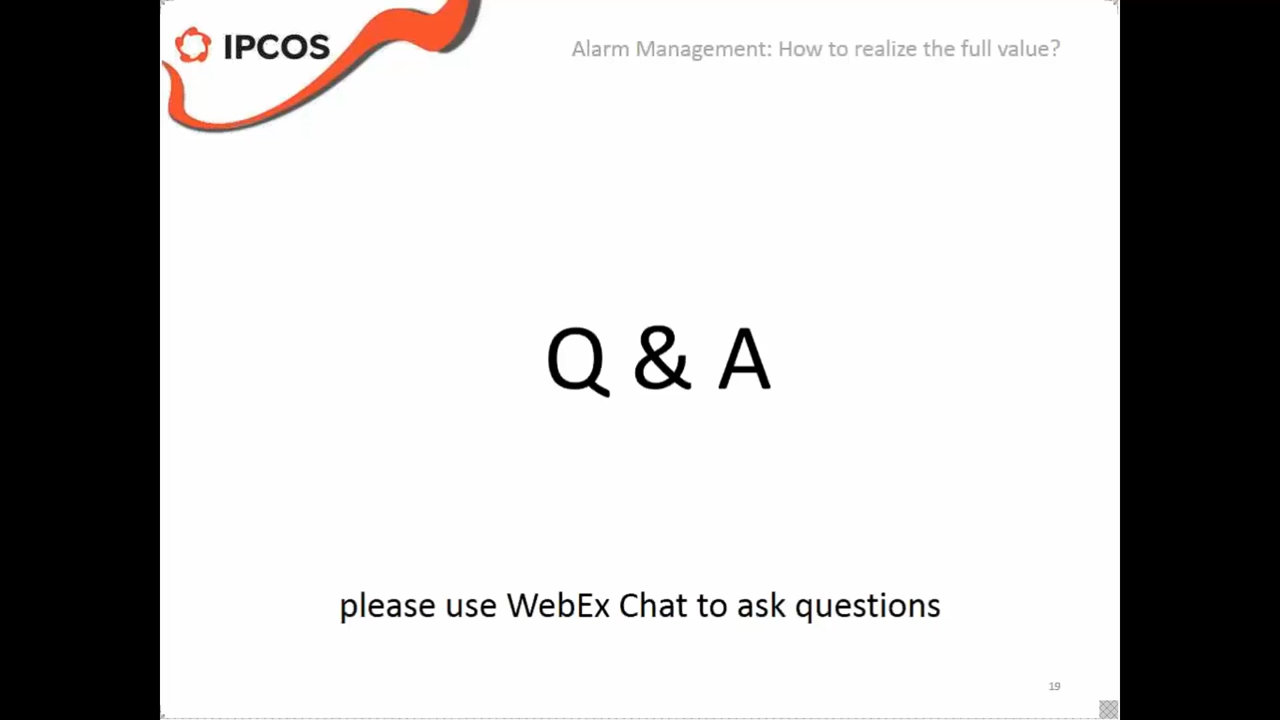 IPCOS
Alarm Management: How to realize the full value?
Q & A
please use WebEx Chat to ask questions
19